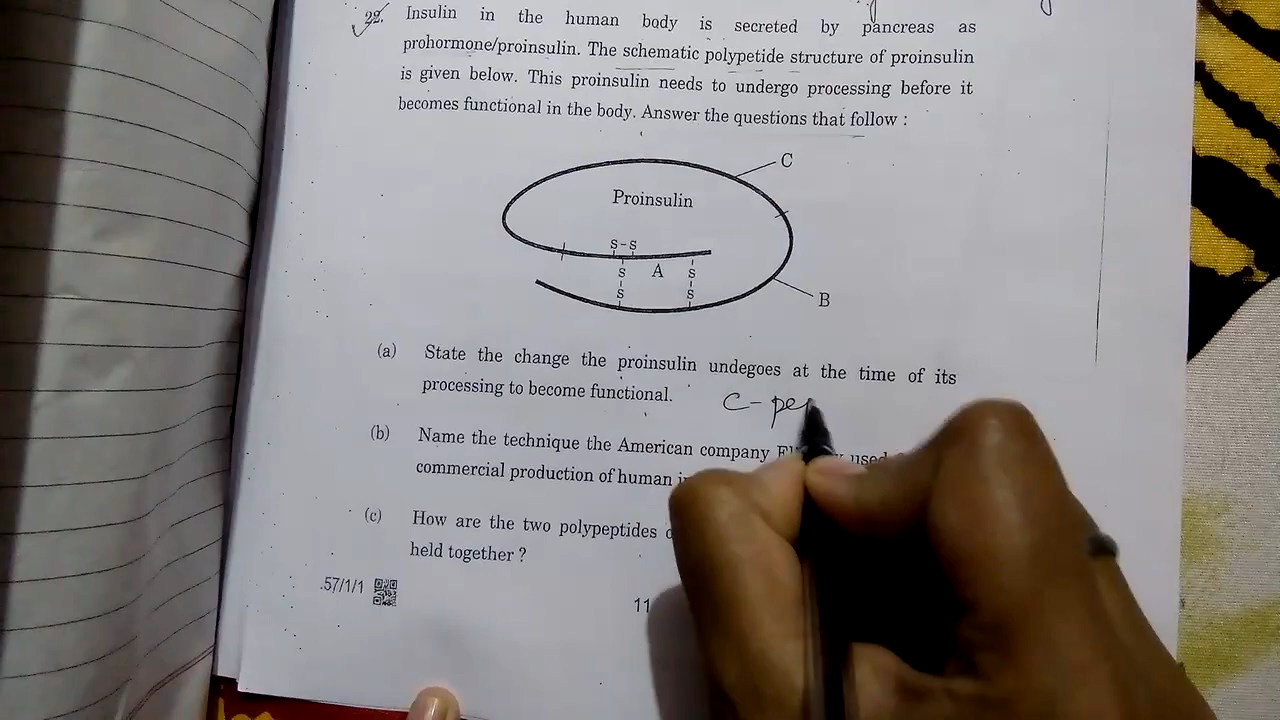 22. Insulin in the human body is secreted by pancreas as
prohormone/proinsulin. The schematic polypetide structure of proinsulin
is given below. This proinsulin needs to undergo processing before it
becomes functional in the body. Answer the questions that follow :
C
Proinsulin
S-S
A
S S
S S
B
(a) State the change the proinsulin undegoes at the time of its
processing to become functional.
C- pe
(b) Name the technique the American company used
commercial production of human
(c) How are the two polypeptides
held together ?
.57/1/1
11